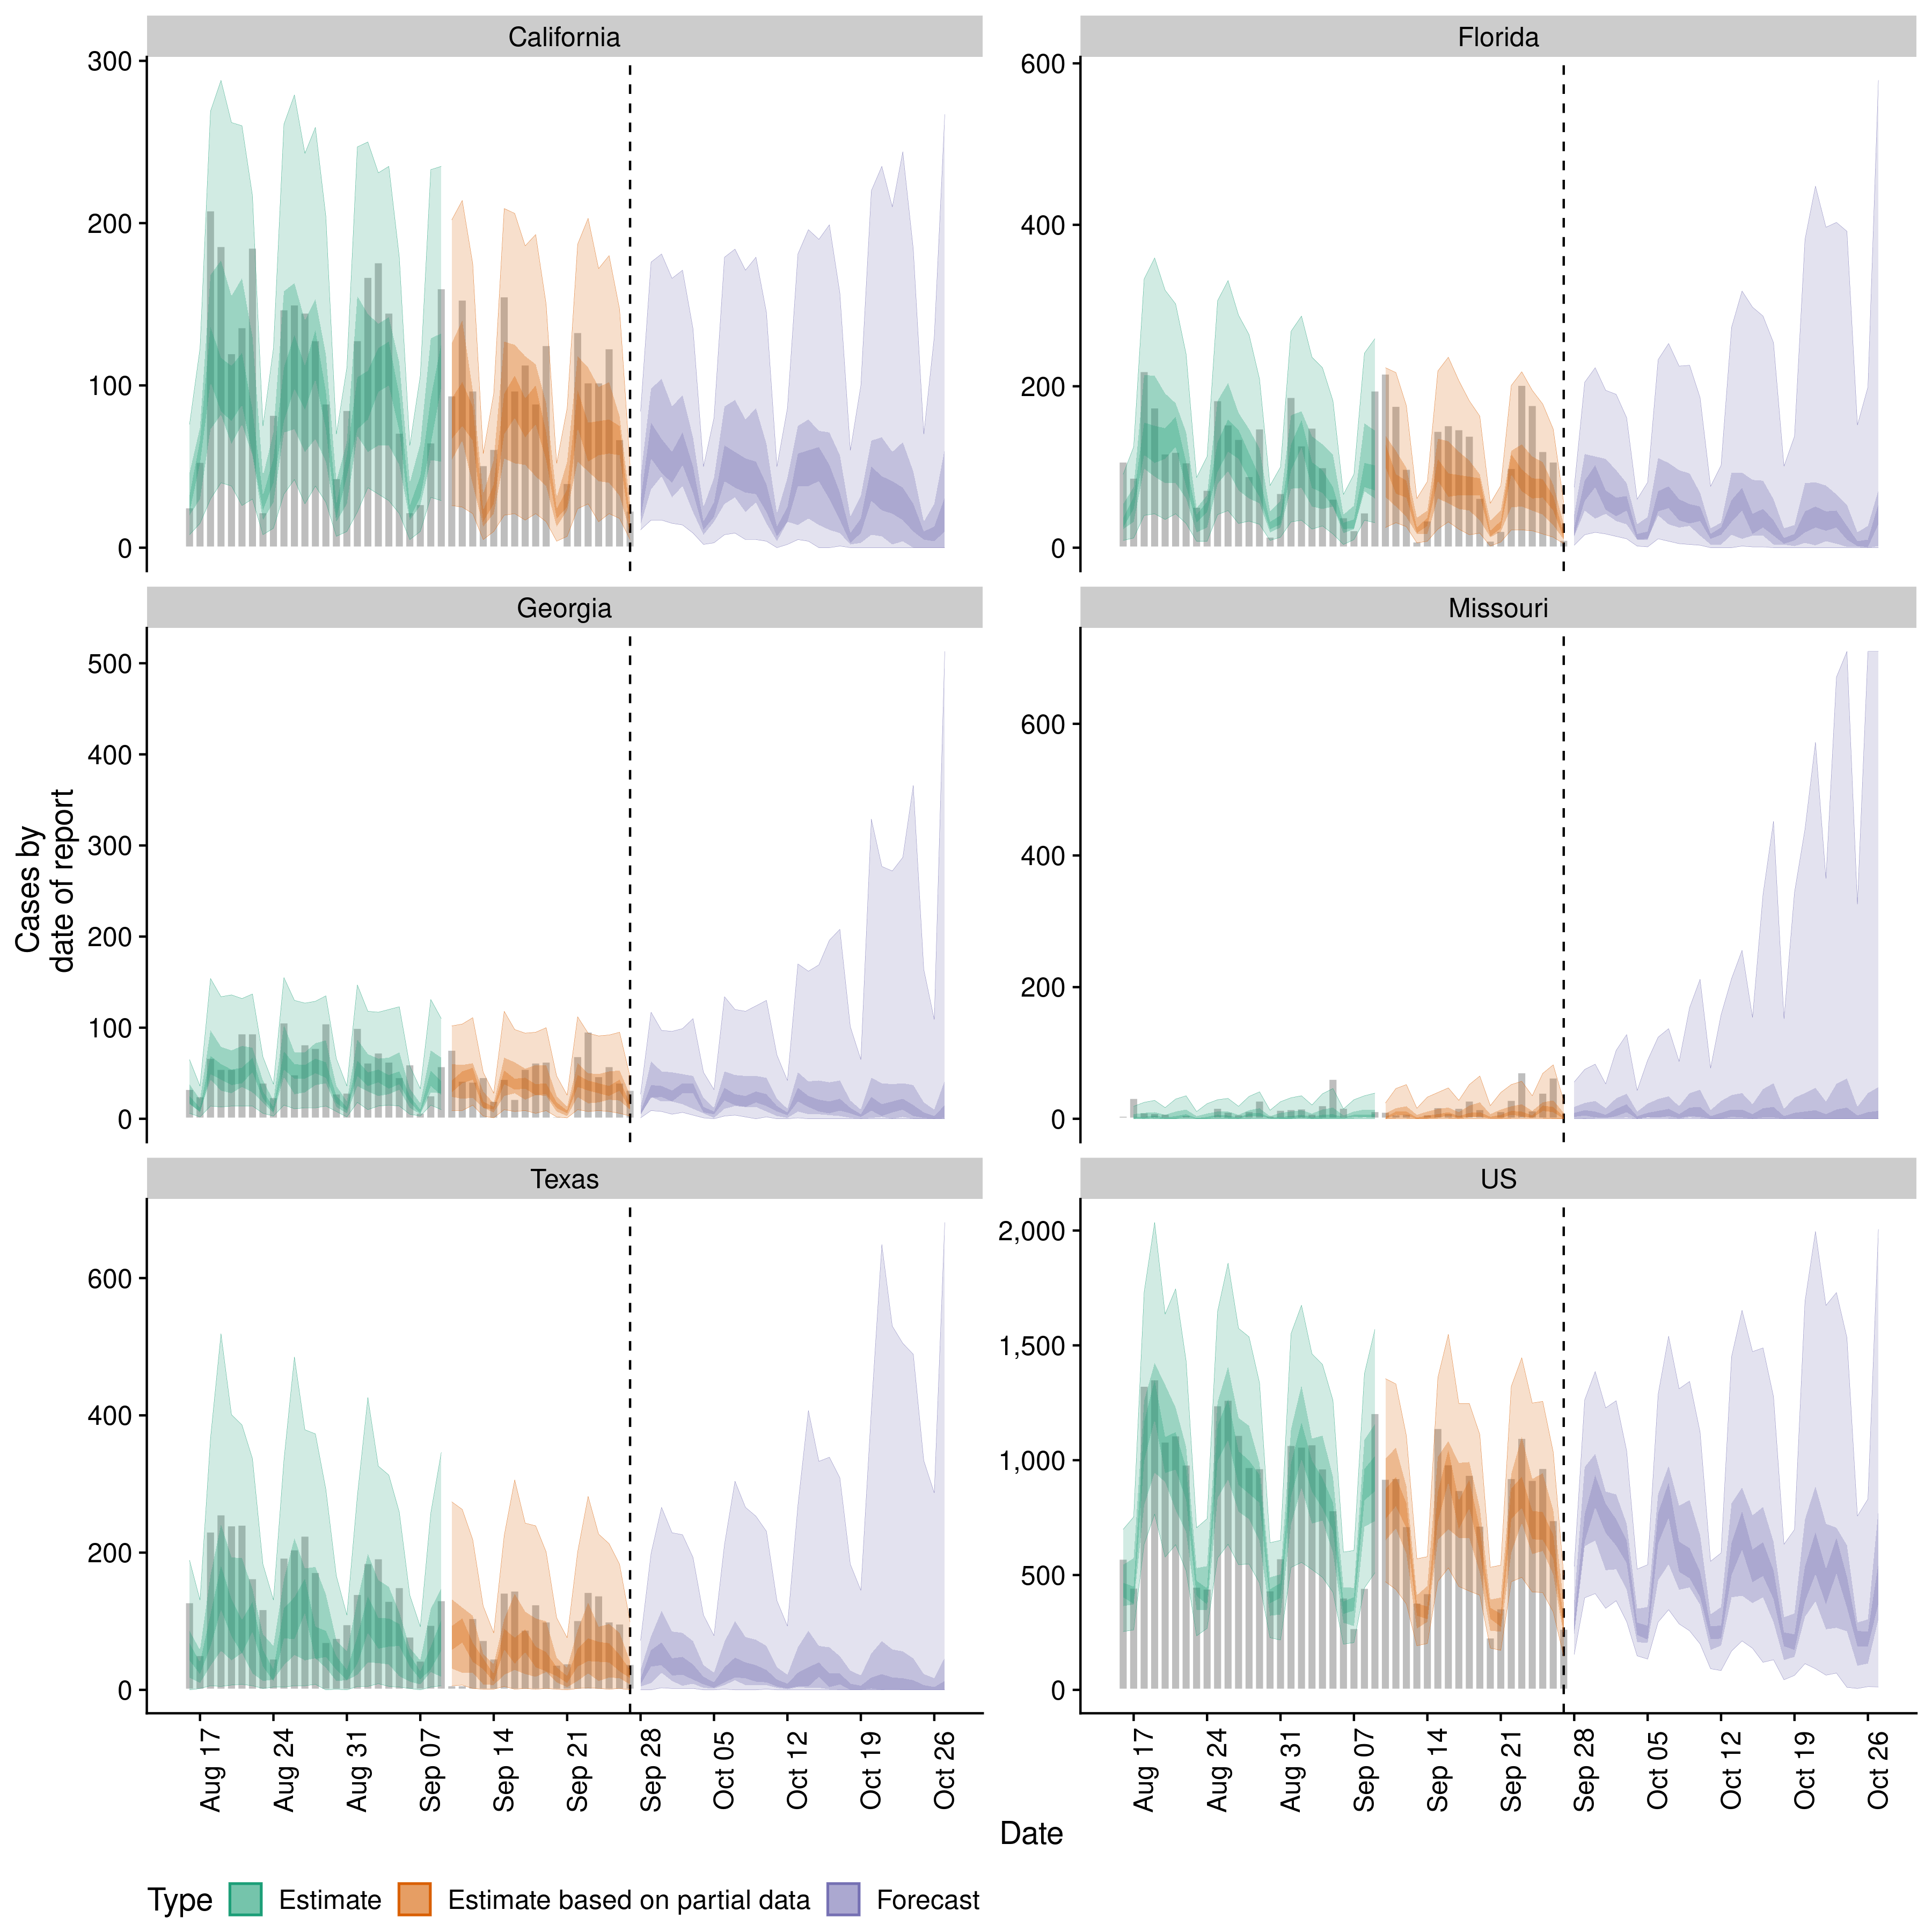 California
300
200
100
0
Florida
600
400
200
0
Georgia
500
400
300
200
100
0
Missouri
600
400
200
0
Texas
600
400
200
0
US
2,000
1,500
1,000
500
0
Cases by
date of report
Aug 17
Aug 24
Aug 31
Sep 07
Sep 14
Sep 21
Sep 28
Oct 05
Oct 12
Oct 19
Oct 26
Aug 17
Aug 24
Aug 31
Sep 07
Sep 14
Sep 21
Sep 28
Oct 05
Oct 12
Oct 19
Oct 26
Date
Type Estimate Estimate based on partial data Forecast